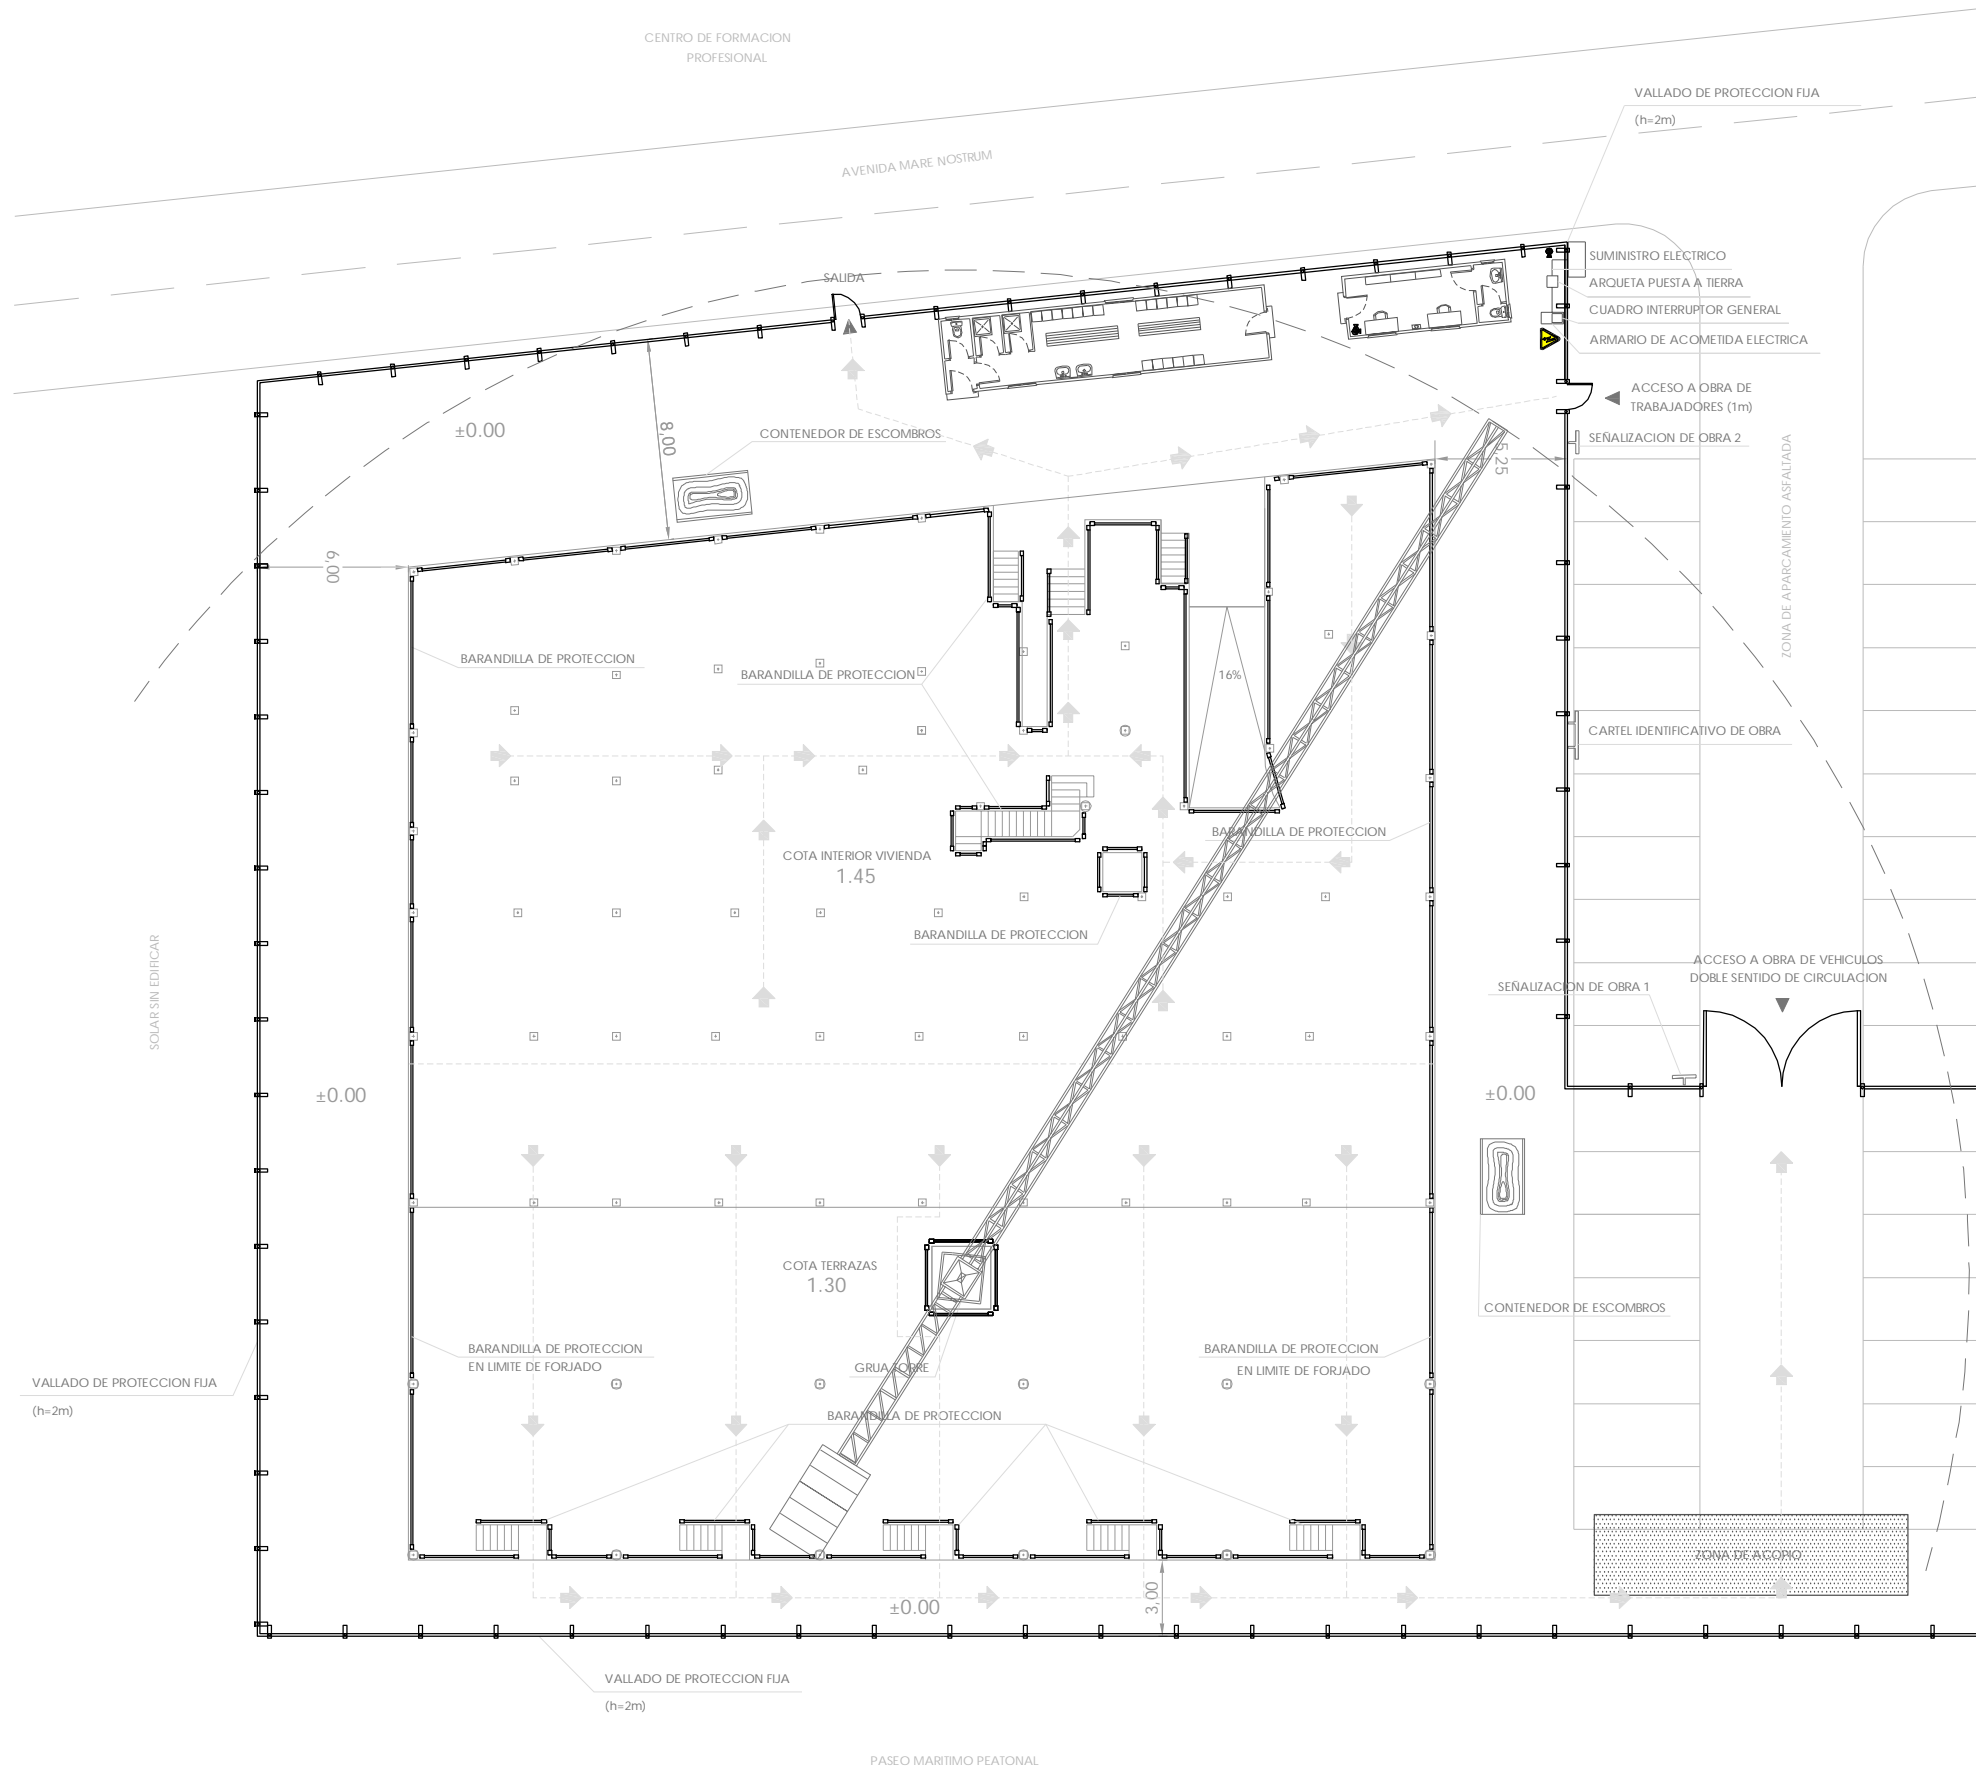 CENTRO DE FORMACION
PROFESIONAL
VALLADO DE PROTECCION FIJA
(h=2m)
AVENIDA MARE NOSTRUM
SALIDA
SUMINISTRO ELECTRICO
ARQUETA PUESTA A TIERRA
CUADRO INTERRUPTOR GENERAL
ARMARIO DE ACOMETIDA ELECTRICA
ACCESO A OBRA DE
TRABAJADORES (1m)
±0.00
8,00
CONTENEDOR DE ESCOMBROS
5,25
SEÑALIZACION DE OBRA 2
ZONA DE APARCAMIENTO ASFALTADA
6,00
BARANDILLA DE PROTECCION
BARANDILLA DE PROTECCION
16%
CARTEL IDENTIFICATIVO DE OBRA
BARANDILLA DE PROTECCION
COTA INTERIOR VIVIENDA
1.45
BARANDILLA DE PROTECCION
SOLAR SIN EDIFICAR
ACCESO A OBRA DE VEHICULOS
DOBLE SENTIDO DE CIRCULACION
SEÑALIZACION DE OBRA 1
±0.00
±0.00
COTA TERRAZAS
1.30
CONTENEDOR DE ESCOMBROS
BARANDILLA DE PROTECCION
EN LIMITE DE FORJADO
GRUA TORRE
BARANDILLA DE PROTECCION
EN LIMITE DE FORJADO
VALLADO DE PROTECCION FIJA
(h=2m)
BARANDILLA DE PROTECCION
ZONA DE ACOPIO
±0.00
3,00
VALLADO DE PROTECCION FIJA
(h=2m)
PASEO MARITIMO PEATONAL